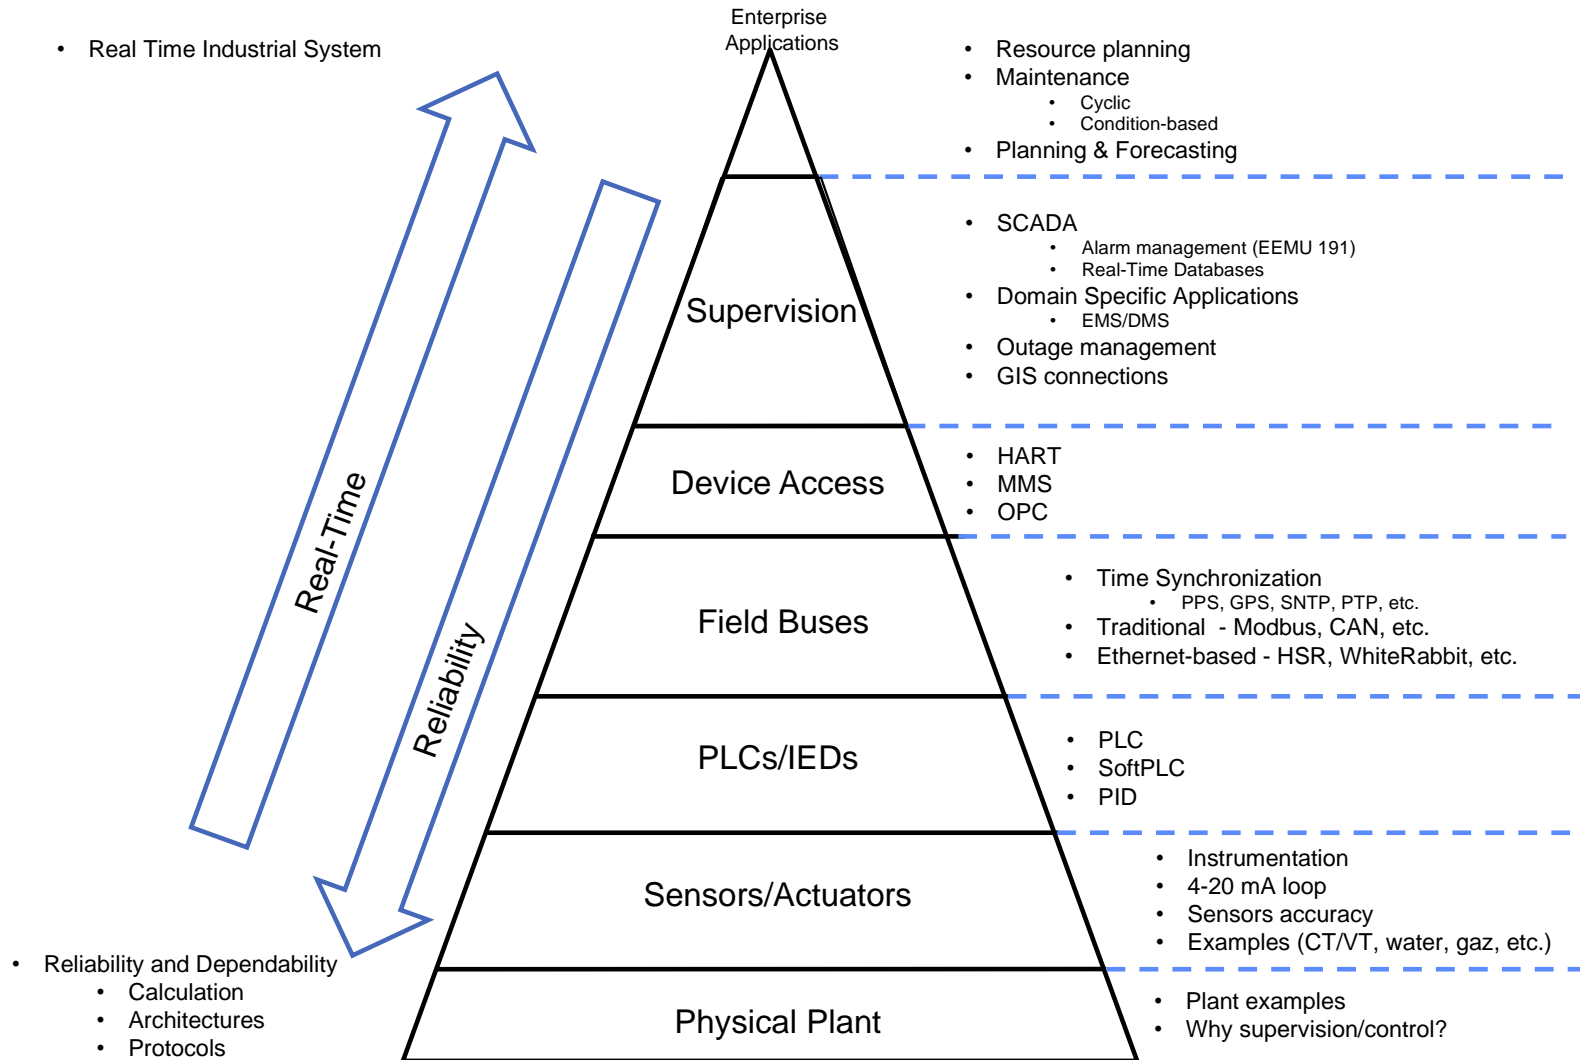 Enterprise
Applications
• Real Time Industrial System
• Resource planning
• Maintenance
• Cyclic
• Condition-based
• Planning & Forecasting
Supervision
• SCADA
• Alarm management (EEMU 191)
• Real-Time Databases
• Domain Specific Applications
• EMS/DMS
• Outage management
• GIS connections
Device Access
• HART
• MMS
• OPC
Real-Time
Reliability
Field Buses
• Time Synchronization
• PPS, GPS, SNTP, PTP, etc.
• Traditional - Modbus, CAN, etc.
• Ethernet-based - HSR, WhiteRabbit, etc.
PLCs/IEDs
• PLC
• SoftPLC
• PID
Sensors/Actuators
• Instrumentation
• 4-20 mA loop
• Sensors accuracy
• Examples (CT/VT, water, gaz, etc.)
• Reliability and Dependability
• Calculation
• Architectures
• Protocols
Physical Plant
• Plant examples
• Why supervision/control?